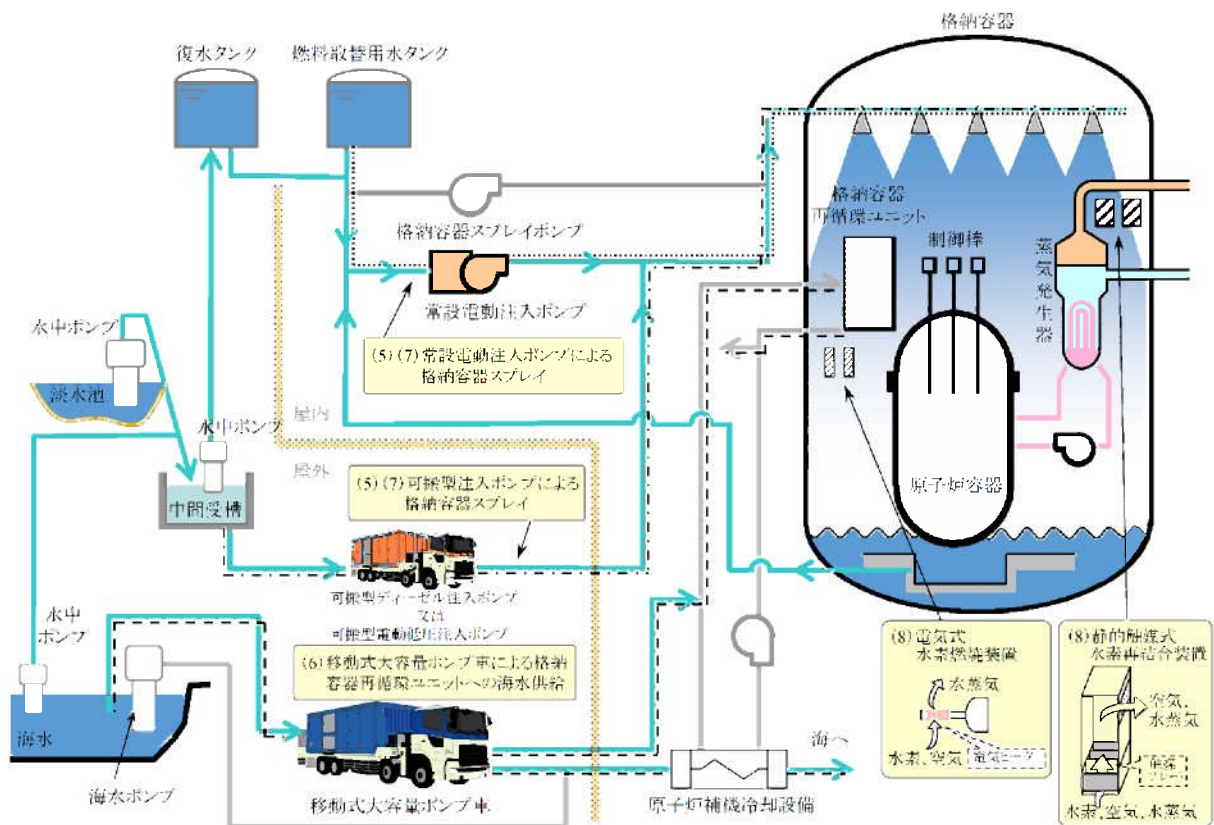 格納容器
復水タンク
燃料取替用水タンク
格納容器
再循環ユニット
制御棒
蒸気発生器
格納容器スプレイポンプ
常設電動注入ポンプ
(5)(7)常設電動注入ポンプによる
格納容器スプレイ
水中ポンプ
淡水池
水中ポンプ
屋内
屋外
中間受槽
(5)(7)可搬型注入ポンプによる
格納容器スプレイ
原子炉容器
可搬型ディーゼル注入ポンプ
又は
可搬型電動低圧注入ポンプ
水中
ポンプ
(6)移動式大容量ポンプ車による格納
容器再循環ユニットへの海水供給
海水
海水ポンプ
移動式大容量ポンプ車
海へ
原子炉補機冷却設備
(8)電気式
水素燃焼装置
水蒸気
水素、空気
電気ヒータ
(8)静的触媒式
水素再結合装置
空気、
水蒸気
触媒
プレート
水素、空気、水蒸気